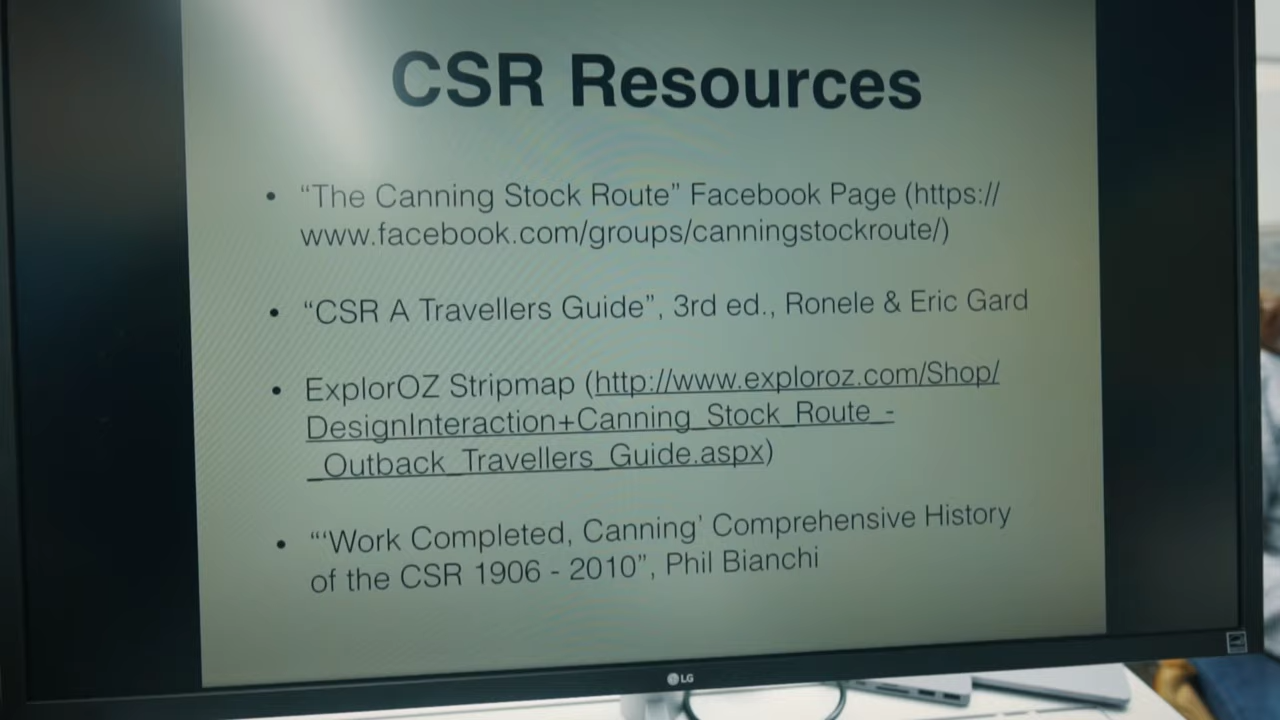 CSR Resources
• “The Canning Stock Route” Facebook Page (https://
www.facebook.com/groups/canningstockroute/)
• “CSR A Travellers Guide”, 3rd ed., Ronele & Eric Gard
• ExplorOZ Stripmap (http://www.exploroz.com/Shop/
DesignInteraction+Canning_Stock_Route_-
_Outback_Travellers_Guide.aspx)
• “‘Work Completed, Canning’ Comprehensive History
of the CSR 1906 - 2010”, Phil Bianchi
LG